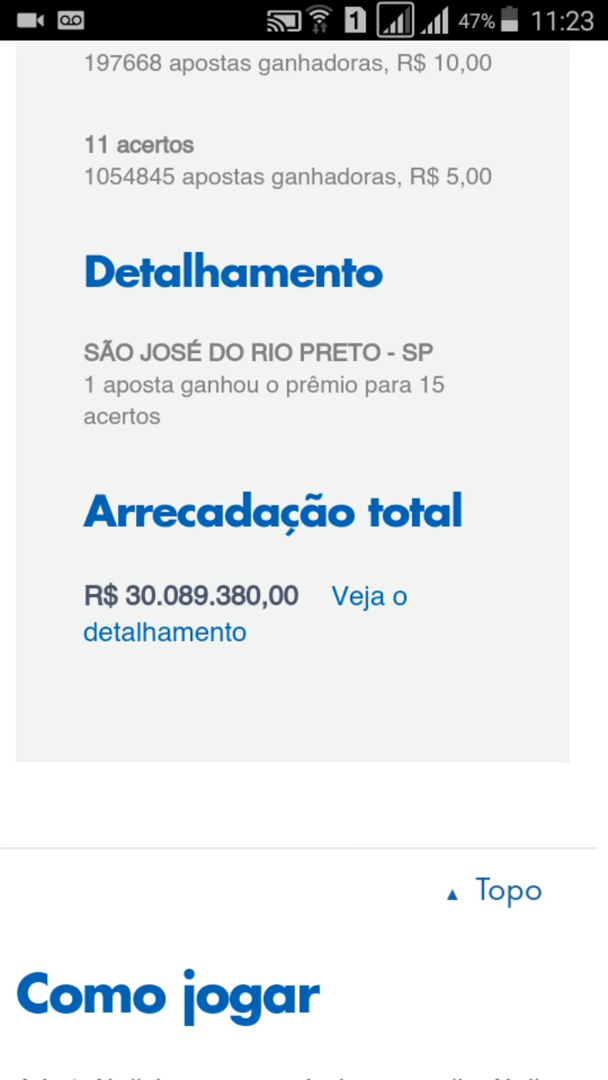 1 47% 11:23
197668 apostas ganhadoras, R$ 10,00
11 acertos
1054845 apostas ganhadoras, R$ 5,00
Detalhamento
SÃO JOSÉ DO RIO PRETO - SP
1 aposta ganhou o prêmio para 15
acertos
Arrecadação total
R$ 30.089.380,00 Veja o
detalhamento
▲ Topo
Como jogar